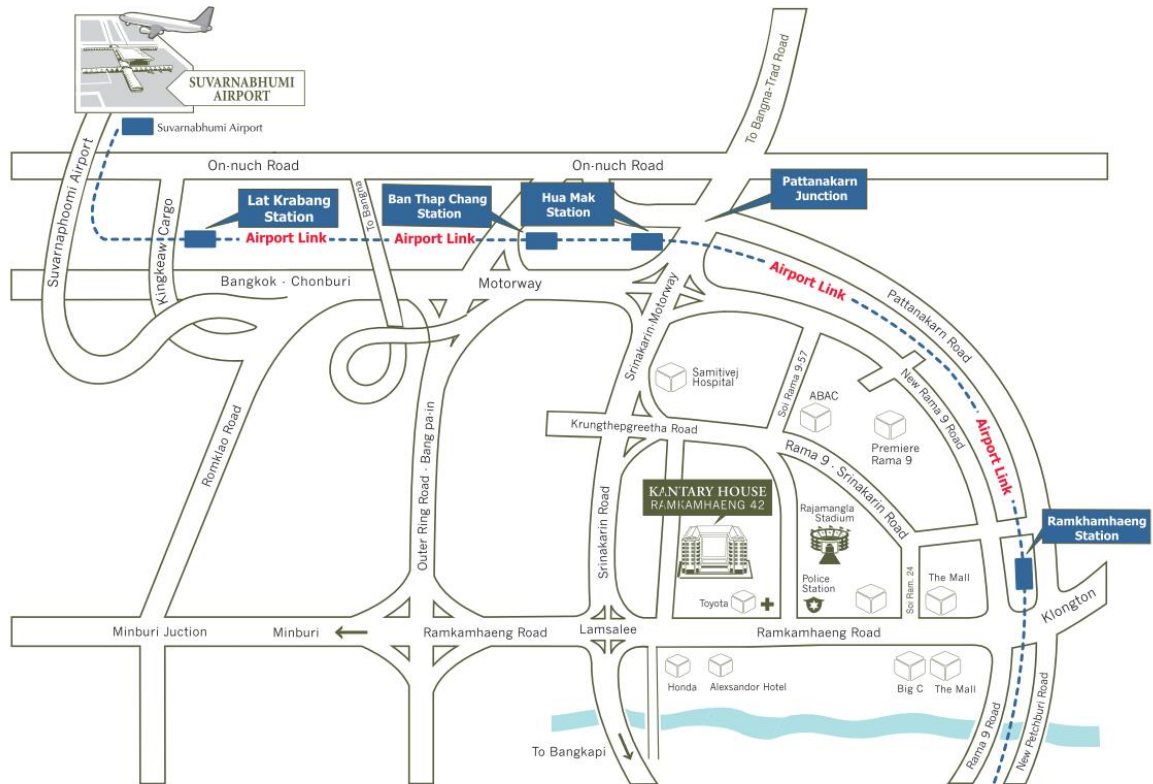 SUVARNABHUMI
AIRPORT
Suvarnabhumi Airport
To Bangna-Trad Road
On-nuch Road
On-nuch Road
Suvarnaphoomi Airport
Kingkeaw Cargo
To Bangna
Lat Krabang
Station
Ban Thap Chang
Station
Hua Mak
Station
Pattanakarn
Junction
Airport Link
Airport Link
Airport Link
Bangkok - Chonburi
Motorway
Pattanakarn Road
Srinakarin-Motorway
Samitivej
Hospital
Soi Rama 9.57
ABAC
New Rama 9 Road
Premiere
Rama 9
Airport Link
Romklao Road
Outer Ring Road - Bang pa-in
Krungthepgreetha Road
Rama 9 - Srinakarin Road
Srinakarin Road
KANTARY HOUSE
RAMKAMHAENG 42
Rajamangla
Stadium
Ramkhamhaeng
Station
Police
Station
Toyota
Soi Ram. 24
The Mall
Klongton
Minburi Juction
Minburi
Ramkamhaeng Road
Lamsalee
Ramkamhaeng Road
Honda
Alexsandor Hotel
Big C
The Mall
Rama 9 Road
New Petchburi Road
To Bangkapi